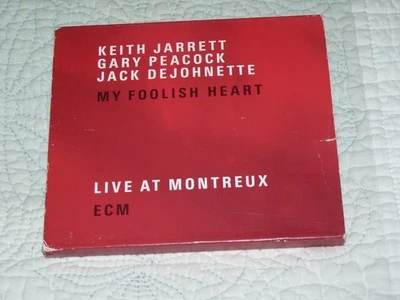 KEITH JARRETT
GARY PEACOCK
JACK DEJOHNETTE
MY FOOLISH HEART
LIVE AT MONTREUX
ECM